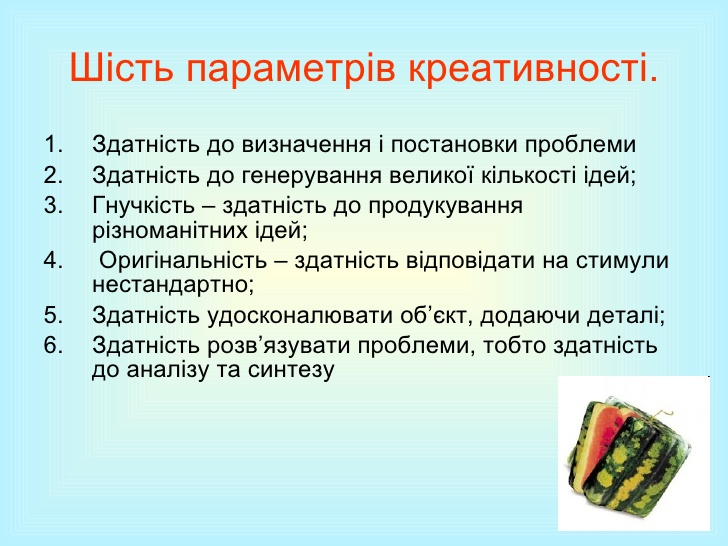 Шість параметрів креативності.
1. Здатність до визначення і постановки проблеми
2. Здатність до генерування великої кількості ідей;
3. Гнучкість – здатність до продукування
різноманітних ідей;
4. Оригінальність – здатність відповідати на стимули
нестандартно;
5. Здатність удосконалювати об’єкт, додаючи деталі;
6. Здатність розв’язувати проблеми, тобто здатність
до аналізу та синтезу